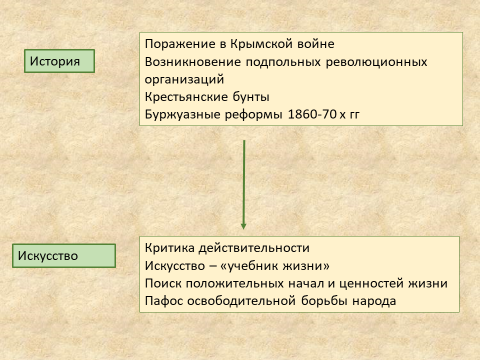 История
Поражение в Крымской войне
Возникновение подпольных революционных
организаций
Крестьянские бунты
Буржуазные реформы 1860-70 х гг
Искусство
Критика действительности
Искусство – «учебник жизни»
Поиск положительных начал и ценностей жизни
Пафос освободительной борьбы народа